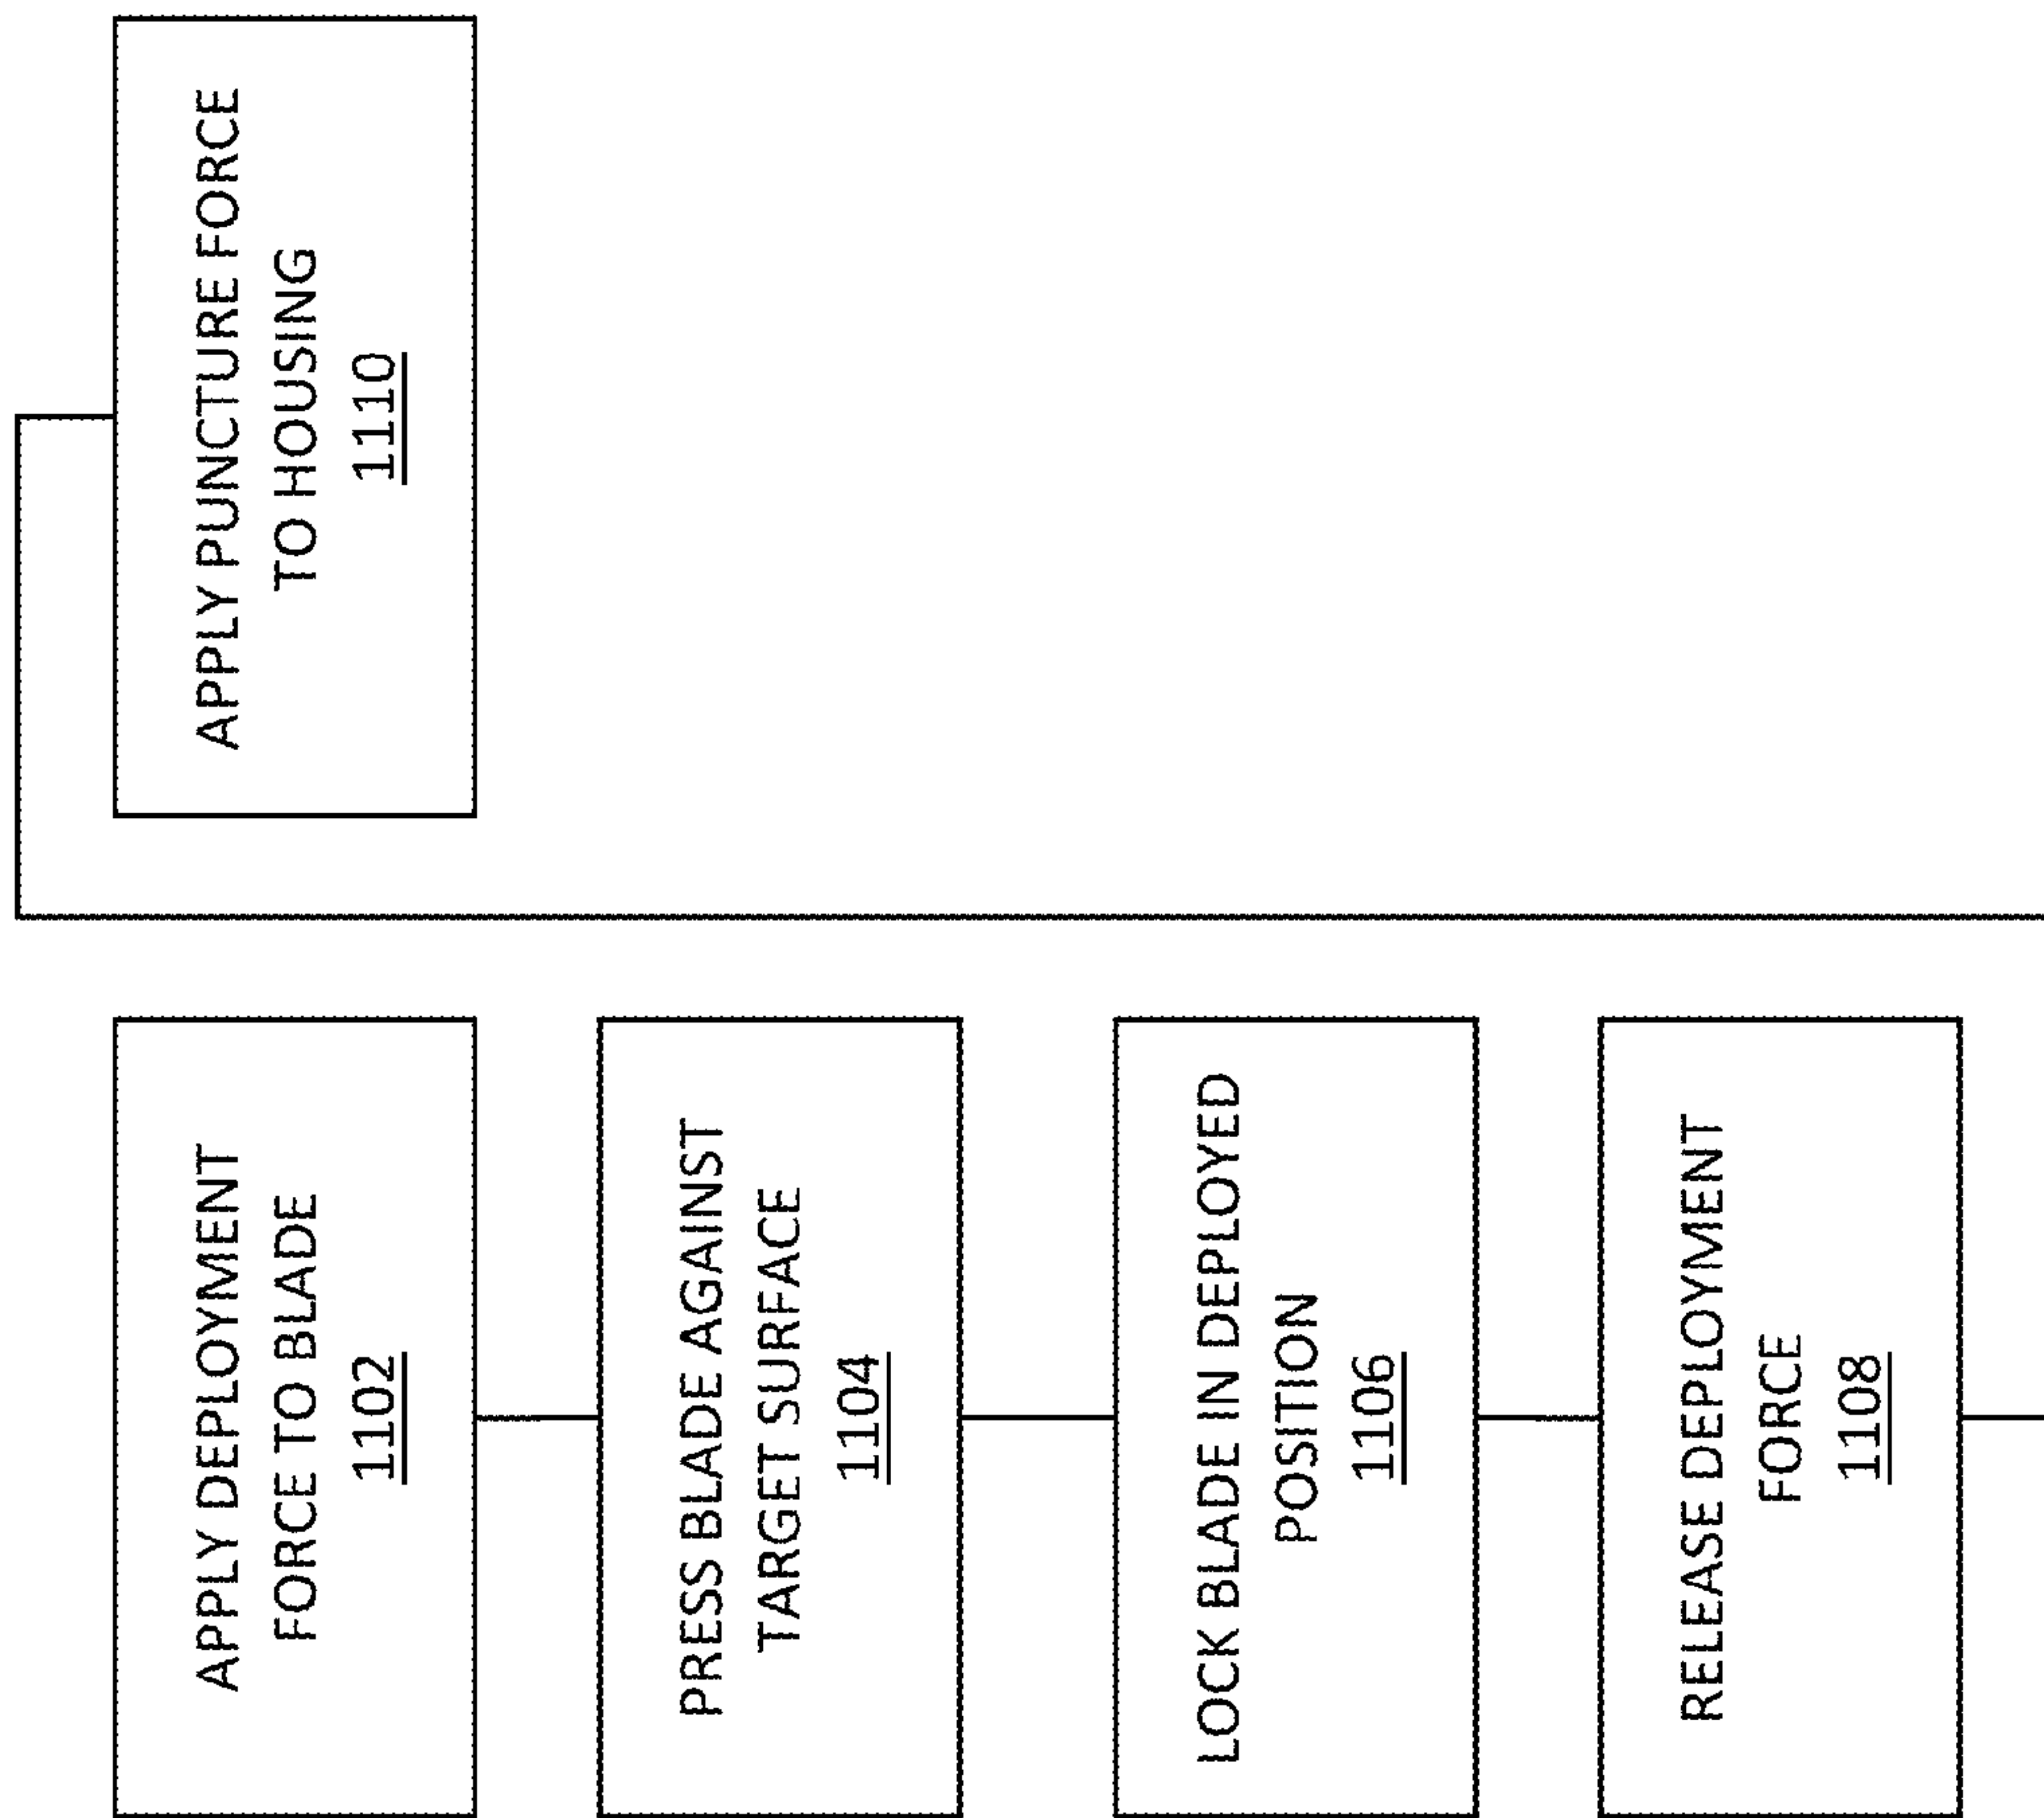 APPLY DEPLOYMENT
FORCE TO BLADE
1102
PRESS BLADE AGAINST
TARGET SURFACE
1104
LOCK BLADE IN DEPLOYED
POSITION
1106
RELEASE DEPLOYMENT
FORCE
1108
APPLY PUNCTURE FORCE
TO HOUSING
1110